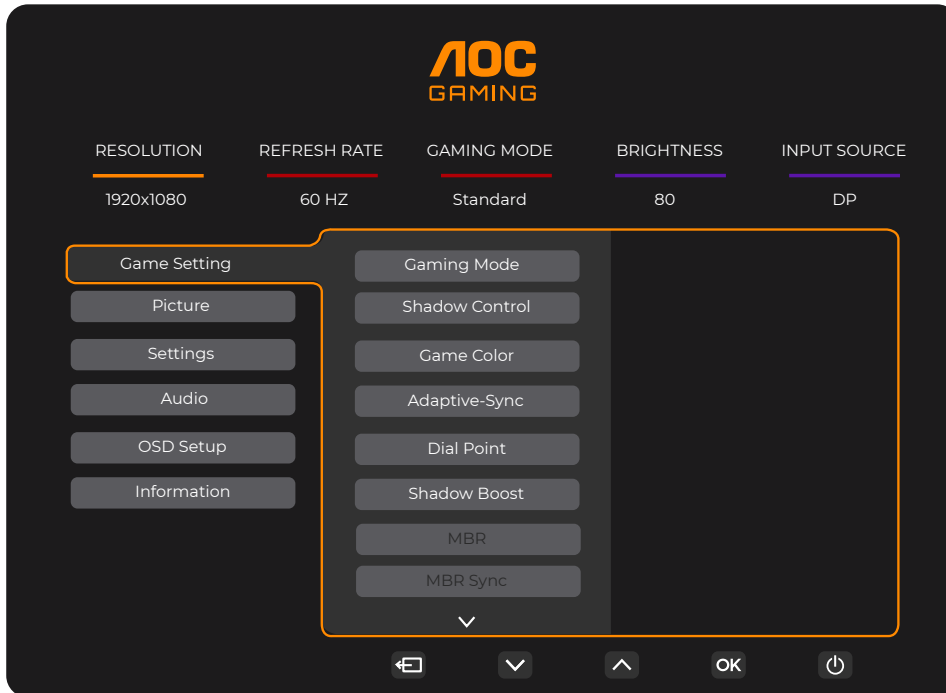 AOC
GAMING
RESOLUTION REFRESH RATE GAMING MODE BRIGHTNESS INPUT SOURCE
1920x1080 60 HZ Standard 80 DP
Game Setting
Picture
Settings
Audio
OSD Setup
Information
Gaming Mode
Shadow Control
Game Color
Adaptive-Sync
Dial Point
Shadow Boost
MBR
MBR Sync
OK